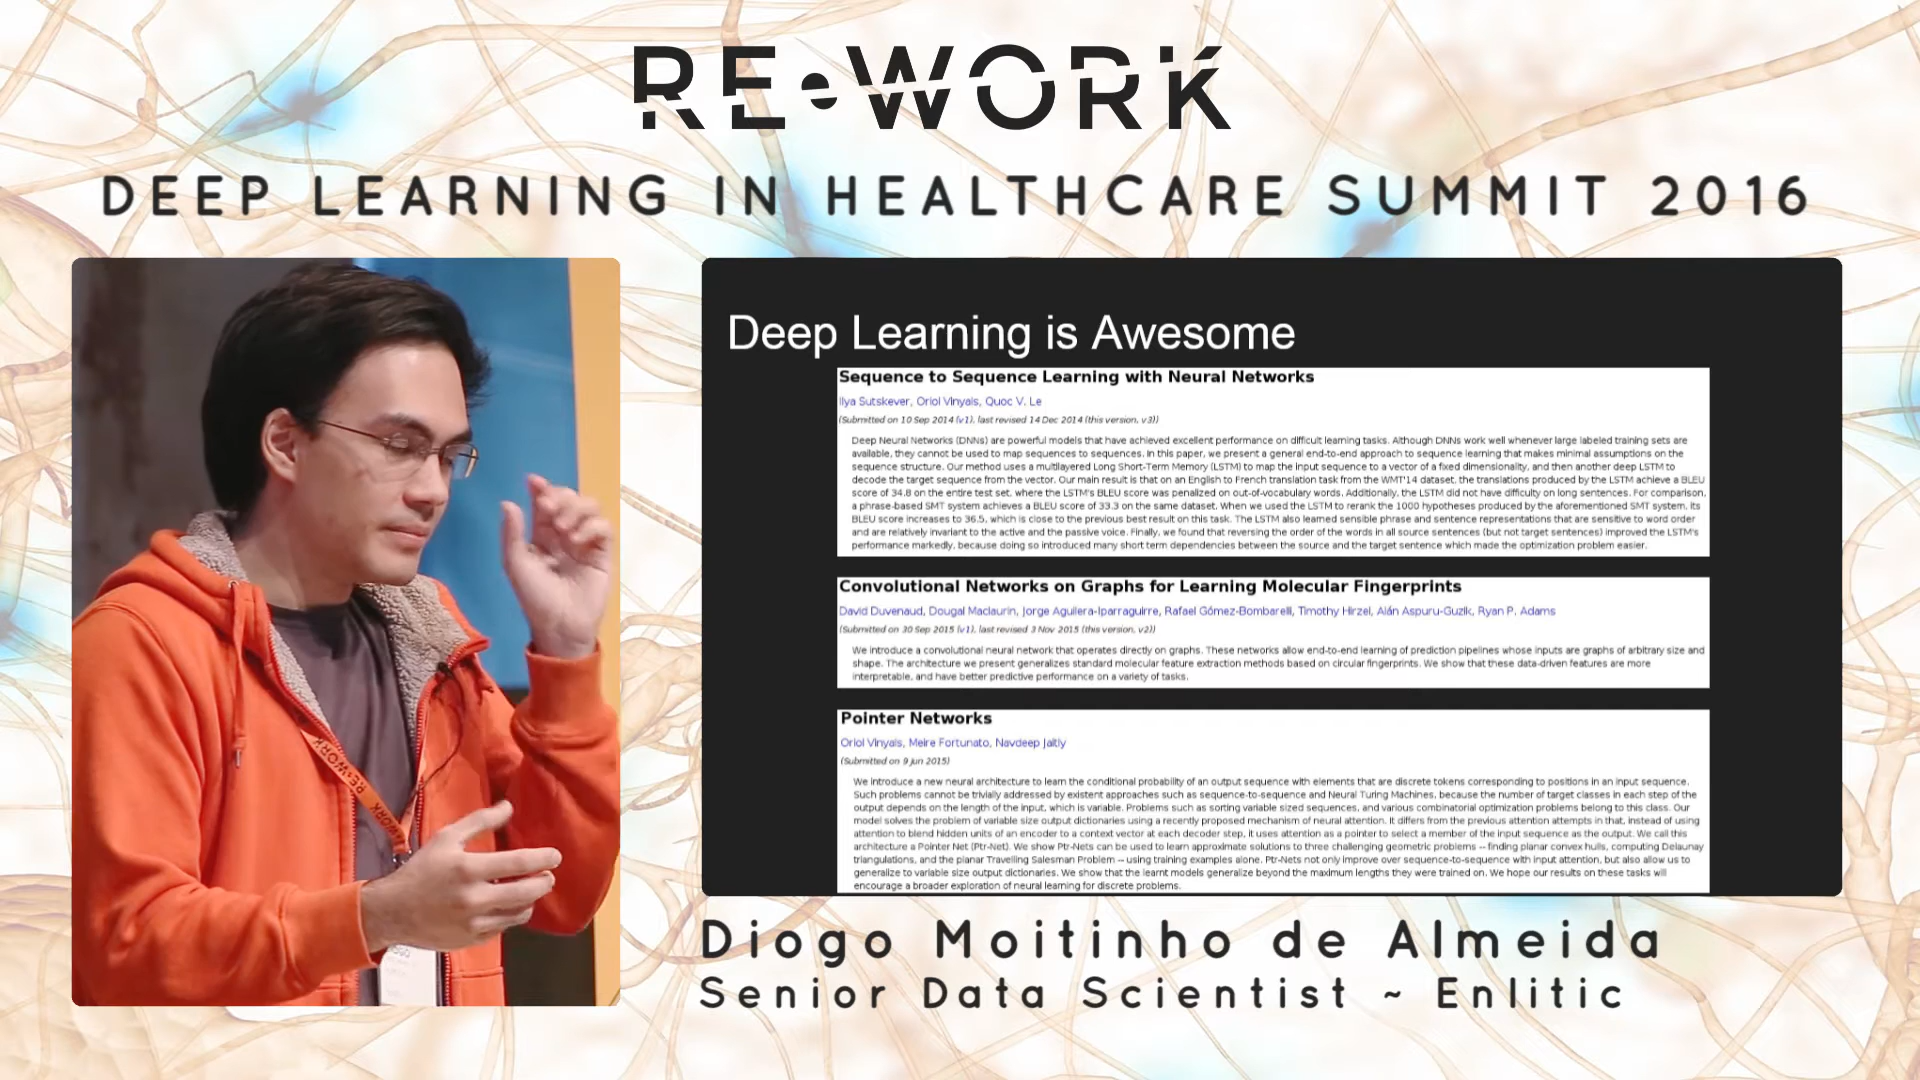 RE•WORK
DEEP LEARNING IN HEALTHCARE SUMMIT 2016
Deep Learning is Awesome
Sequence to Sequence Learning with Neural Networks
Ilya Sutskever, Oriol Vinyals, Quoc V. Le
(Submitted on 10 Sep 2014 (v1), last revised 14 Dec 2014 (this version, v3))
Deep Neural Networks (DNNs) are powerful models that have achieved excellent performance on difficult learning tasks. Although DNNs work well whenever large labeled training sets are
available, they cannot be used to map sequences to sequences. In this paper, we present a general end-to-end approach to sequence learning that makes minimal assumptions on the
sequence structure. Our method uses a multilayered Long Short-Term Memory (LSTM) to map the input sequence to a vector of a fixed dimensionality, and then another deep LSTM to
decode the target sequence from the vector. Our main result is that on an English to French translation task from the WMT'14 dataset, the translations produced by the LSTM achieve a BLEU
score of 34.8 on the entire test set, where the LSTM's BLEU score was penalized on out-of-vocabulary words. Additionally, the LSTM did not have difficulty on long sentences. For comparison,
a phrase-based SMT system achieves a BLEU score of 33.3 on the same dataset. When we used the LSTM to rerank the 1000 hypotheses produced by the aforementioned SMT system, its
BLEU score increases to 36.5, which is close to the previous best result on this task. The LSTM also learned sensible phrase and sentence representations that are sensitive to word order
and are relatively invariant to the active and the passive voice. Finally, we found that reversing the order of the words in all source sentences (but not target sentences) improved the LSTM's
performance markedly, because doing so introduced many short term dependencies between the source and the target sentence which made the optimization problem easier.
Convolutional Networks on Graphs for Learning Molecular Fingerprints
David Duvenaud, Dougal Maclaurin, Jorge Aguilera-Iparraguirre, Rafael Gómez-Bombarelli, Timothy Hirzel, Alán Aspuru-Guzik, Ryan P. Adams
(Submitted on 30 Sep 2015 (v1), last revised 3 Nov 2015 (this version, v2))
We introduce a convolutional neural network that operates directly on graphs. These networks allow end-to-end learning of prediction pipelines whose inputs are graphs of arbitrary size and
shape. The architecture we present generalizes standard molecular feature extraction methods based on circular fingerprints. We show that these data-driven features are more
interpretable, and have better predictive performance on a variety of tasks.
Pointer Networks
Oriol Vinyals, Meire Fortunato, Navdeep Jaitly
(Submitted on 9 Jun 2015)
We introduce a new neural architecture to learn the conditional probability of an output sequence with elements that are discrete tokens corresponding to positions in an input sequence.
Such problems cannot be trivially addressed by existent approaches such as sequence-to-sequence and Neural Turing Machines, because the number of target classes in each step of the
output depends on the length of the input, which is variable. Problems such as sorting variable sized sequences, and various combinatorial optimization problems belong to this class. Our
model solves the problem of variable size output dictionaries using a recently proposed mechanism of neural attention. It differs from the previous attention attempts in that, instead of using
attention to blend hidden units of an encoder to a context vector at each decoder step, it uses attention as a pointer to select a member of the input sequence as the output. We call this
architecture a Pointer Net (Ptr-Net). We show Ptr-Nets can be used to learn approximate solutions to three challenging geometric problems -- finding planar convex hulls, computing Delaunay
triangulations, and the planar Travelling Salesman Problem -- using training examples alone. Ptr-Nets not only improve over sequence-to-sequence with input attention, but also allow us to
generalize to variable size output dictionaries. We show that the learnt models generalize beyond the maximum lengths they were trained on. We hope our results on these tasks will
encourage a broader exploration of neural learning for discrete problems.
RE•WORK
Diogo Moitinho de Almeida
Senior Data Scientist ~ Enlitic